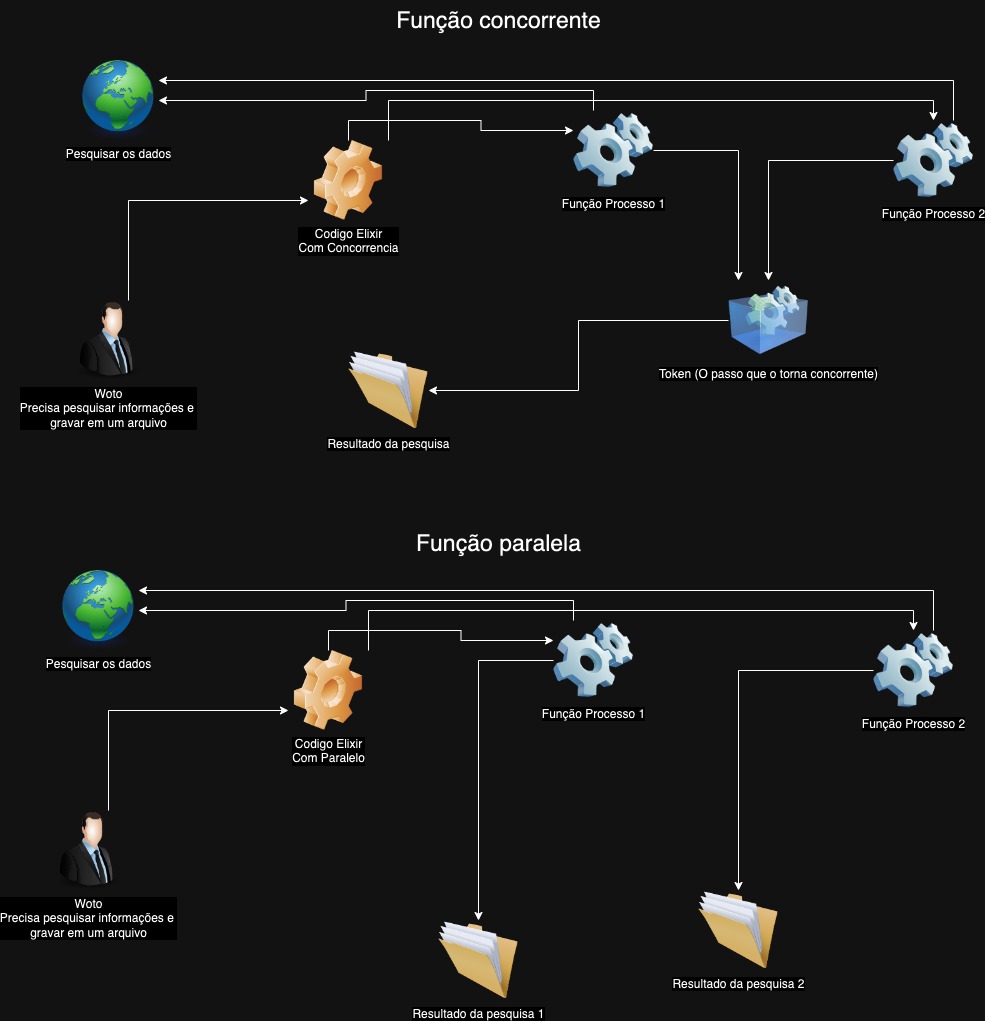 Função concorrente
Pesquisar os dados
Função Processo 1
Função Processo 2
Codigo Elixir
Com Concorrencia
Token (O passo que o torna concorrente)
Woto
Precisa pesquisar informações e
gravar em um arquivo
Resultado da pesquisa
Função paralela
Pesquisar os dados
Função Processo 1
Função Processo 2
Codigo Elixir
Com Paralelo
Woto
Precisa pesquisar informações e
gravar em um arquivo
Resultado da pesquisa 2
Resultado da pesquisa 1